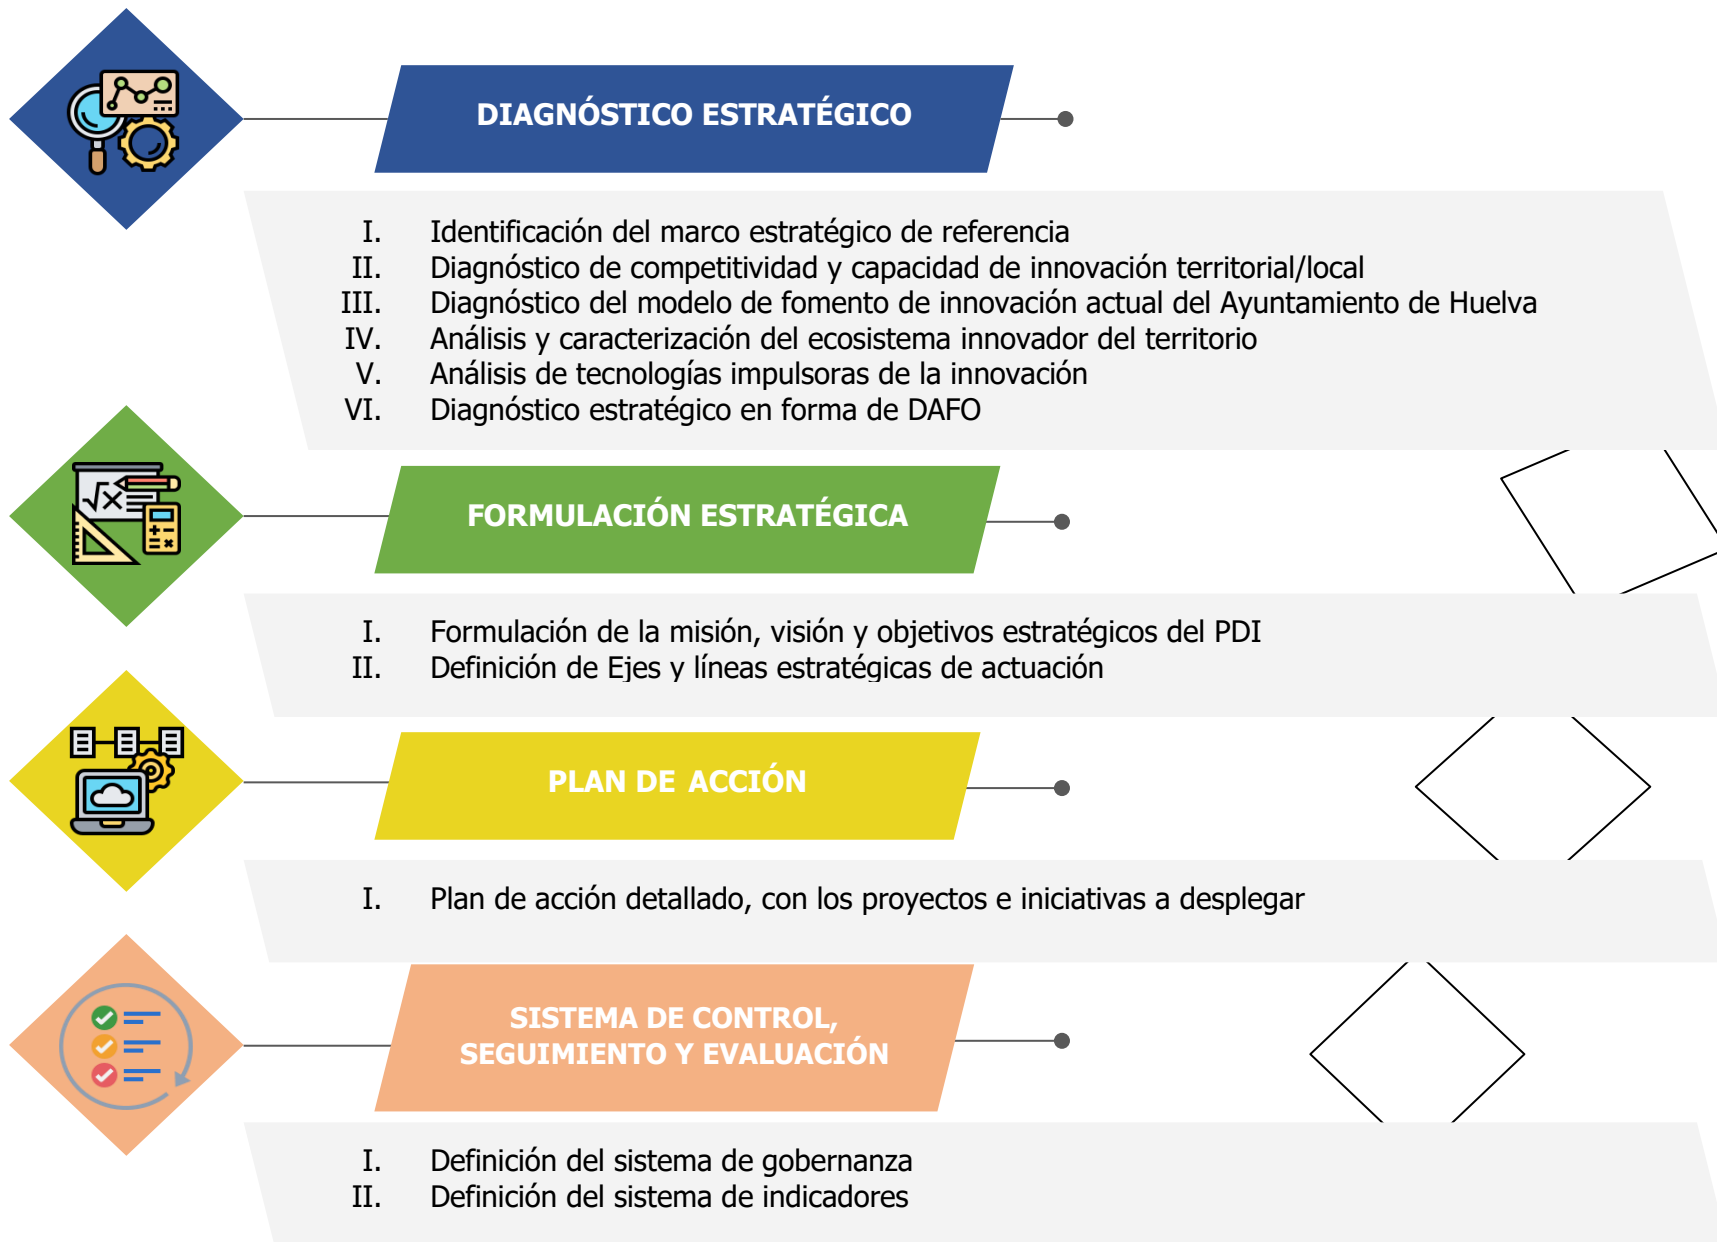 DIAGNÓSTICO ESTRATÉGICO
I. Identificación del marco estratégico de referencia
II. Diagnóstico de competitividad y capacidad de innovación territorial/local
III. Diagnóstico del modelo de fomento de innovación actual del Ayuntamiento de Huelva
IV. Análisis y caracterización del ecosistema innovador del territorio
V. Análisis de tecnologías impulsoras de la innovación
VI. Diagnóstico estratégico en forma de DAFO
FORMULACIÓN ESTRATÉGICA
I. Formulación de la misión, visión y objetivos estratégicos del PDI
II. Definición de Ejes y líneas estratégicas de actuación
PLAN DE ACCIÓN
I. Plan de acción detallado, con los proyectos e iniciativas a desplegar
SISTEMA DE CONTROL,
SEGUIMIENTO Y EVALUACIÓN
I. Definición del sistema de gobernanza
II. Definición del sistema de indicadores